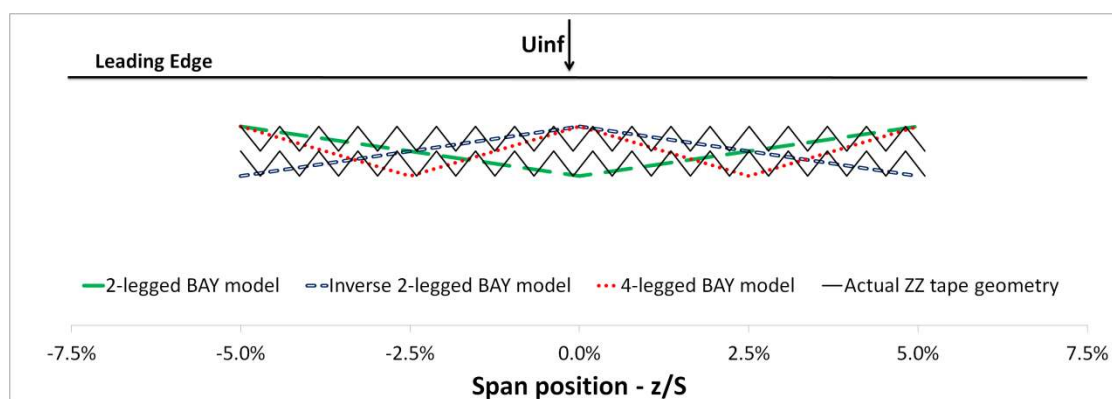 Uinf
Leading Edge
2-legged BAY model Inverse 2-legged BAY model 4-legged BAY model Actual ZZ tape geometry
-7.5% -5.0% -2.5% 0.0% 2.5% 5.0% 7.5%
Span position - z/S